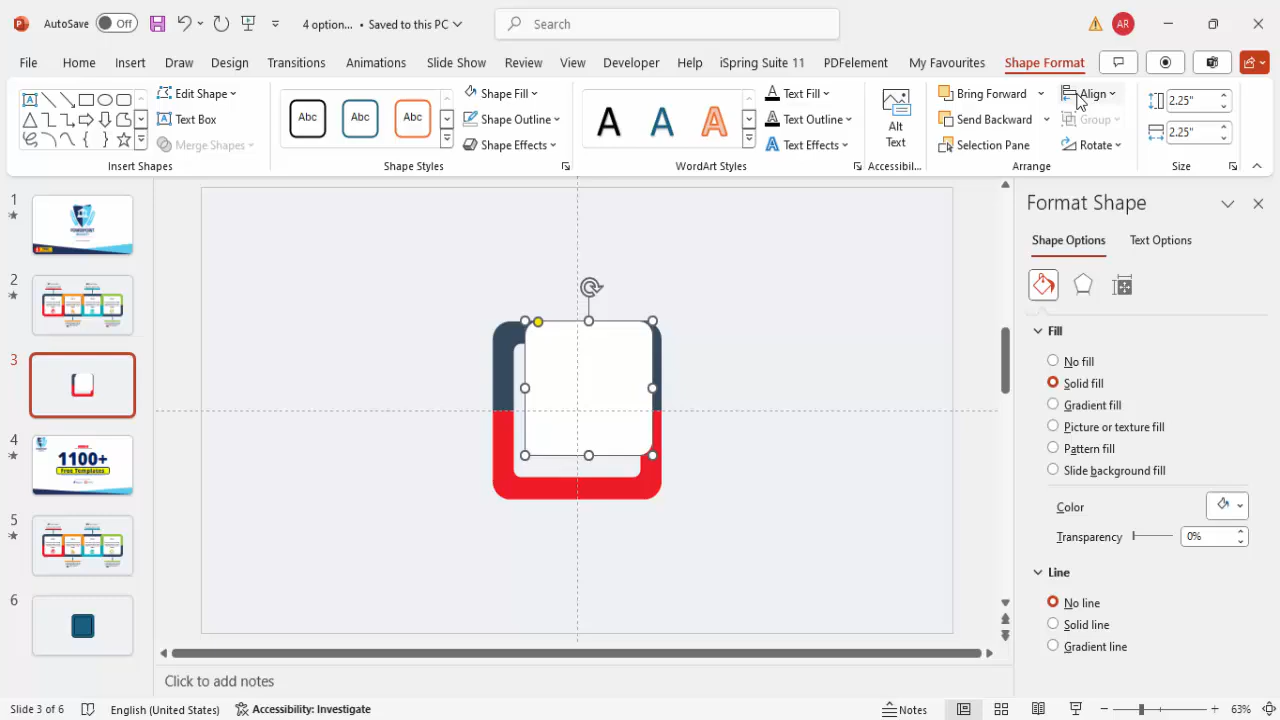 AutoSave
Off
4 option... • Saved to this PC
Search
AR
File
Home
Insert
Draw
Design
Transitions
Animations
Slide Show
Review
View
Developer
Help
iSpring Suite 11
PDFelement
My Favourites
Shape Format
Edit Shape
Text Box
Merge Shapes
Insert Shapes
Abc
Abc
Abc
Shape Fill
Shape Outline
Shape Effects
Shape Styles
A
A
A
Text Fill
Text Outline
Text Effects
WordArt Styles
Alt
Text
Accessibil...
Bring Forward
Send Backward
Selection Pane
Align
Group
Rotate
Arrange
2.25"
2.25"
Size
1
2
3
4
1100+
Free Templates
5
6
Format Shape
Shape Options
Text Options
Fill
No fill
Solid fill
Gradient fill
Picture or texture fill
Pattern fill
Slide background fill
Color
Transparency
0%
Line
No line
Solid line
Gradient line
Click to add notes
Slide 3 of 6
English (United States)
Accessibility: Investigate
Notes
63%